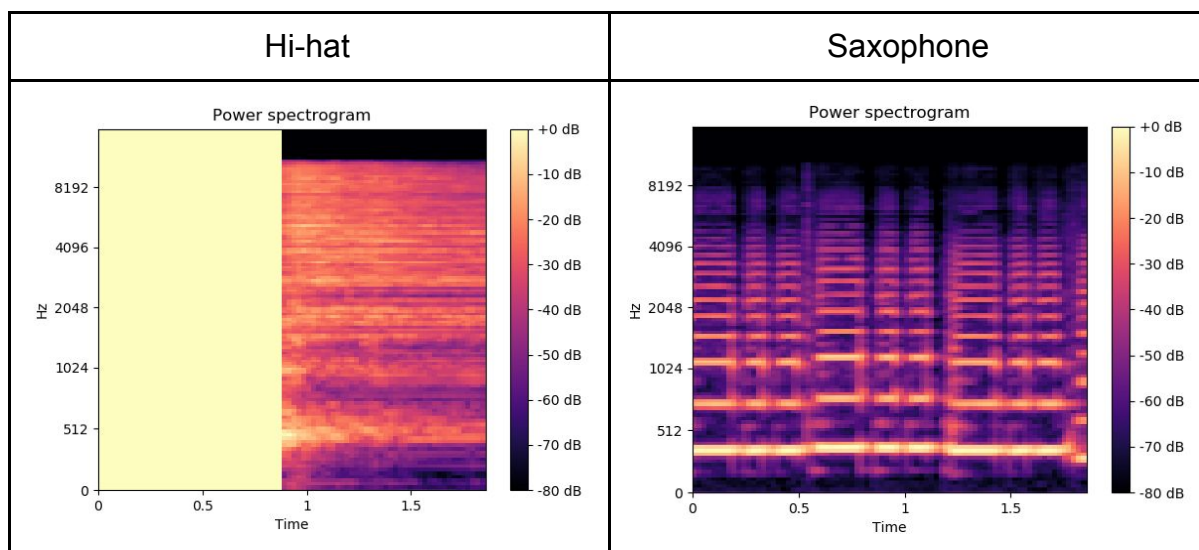 Hi-hat
Saxophone
Power spectrogram
8192
4096
2048
1024
512
0
Hz
0
0.5
1
1.5
Time
+0 dB
-10 dB
-20 dB
-30 dB
-40 dB
-50 dB
-60 dB
-70 dB
-80 dB
Power spectrogram
8192
4096
2048
1024
512
0
Hz
0
0.5
1
1.5
Time
+0 dB
-10 dB
-20 dB
-30 dB
-40 dB
-50 dB
-60 dB
-70 dB
-80 dB